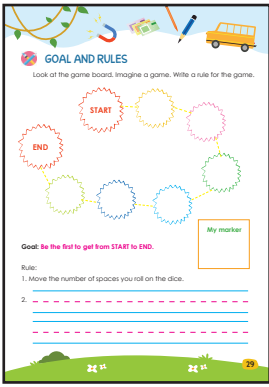 GOAL AND RULES
Look at the game board. Imagine a game. Write a rule for the game.
START
END
My marker
Goal: Be the first to get from START to END.
Rule:
1. Move the number of spaces you roll on the dice.
2.
29